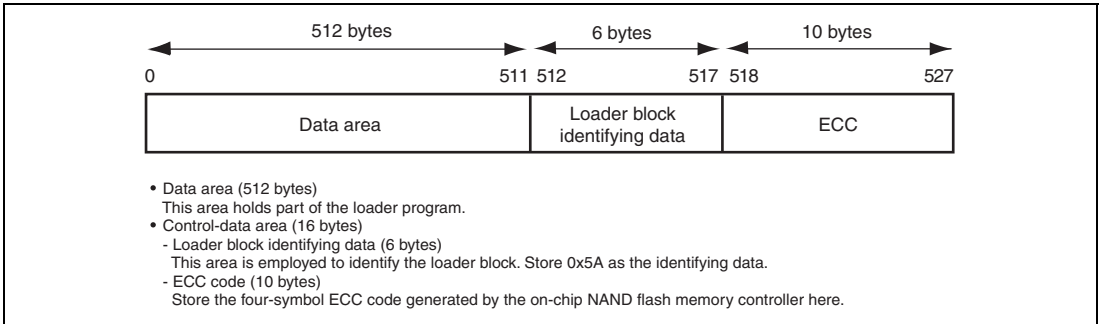 512 bytes 6 bytes 10 bytes
0 511 512 517 518 527
Data area Loader block identifying data ECC
• Data area (512 bytes)
This area holds part of the loader program.
• Control-data area (16 bytes)
- Loader block identifying data (6 bytes)
This area is employed to identify the loader block. Store 0x5A as the identifying data.
- ECC code (10 bytes)
Store the four-symbol ECC code generated by the on-chip NAND flash memory controller here.